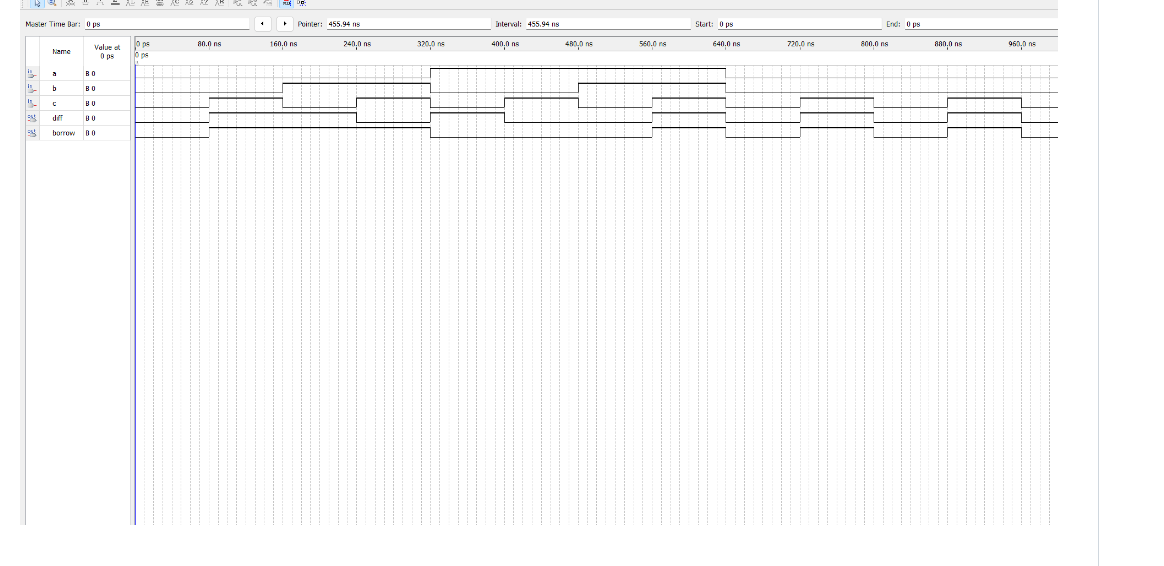 Master Time Bar: 0 ps Pointer: 455.94 ns Interval: 455.94 ns Start: 0 ps End: 0 ps
Name Value at 0 ps
0 ps 80.0 ns 160.0 ns 240.0 ns 320.0 ns 400.0 ns 480.0 ns 560.0 ns 640.0 ns 720.0 ns 800.0 ns 880.0 ns 960.0 ns
0 ps
a B 0
b B 0
c B 0
diff B 0
borrow B 0